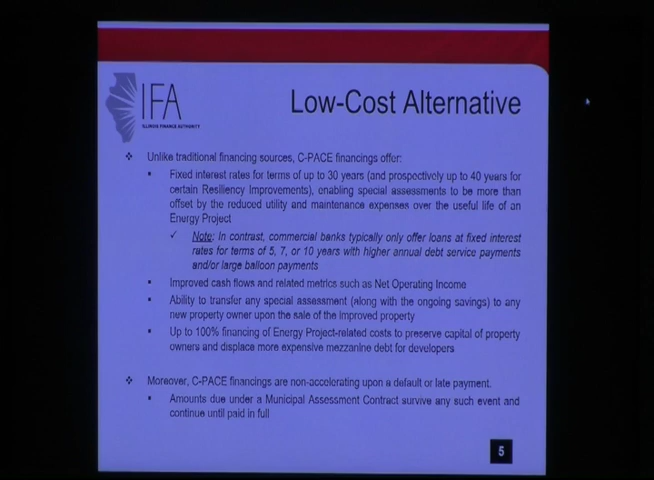 IFA
ILLINOIS FINANCE AUTHORITY
Low-Cost Alternative
Unlike traditional financing sources, C-PACE financings offer:
Fixed interest rates for terms of up to 30 years (and prospectively up to 40 years for
certain Resiliency Improvements), enabling special assessments to be more than
offset by the reduced utility and maintenance expenses over the useful life of an
Energy Project
Note: In contrast, commercial banks typically only offer loans at fixed interest
rates for terms of 5, 7, or 10 years with higher annual debt service payments
and/or large balloon payments
Improved cash flows and related metrics such as Net Operating Income
Ability to transfer any special assessment (along with the ongoing savings) to any
new property owner upon the sale of the improved property
Up to 100% financing of Energy Project-related costs to preserve capital of property
owners and displace more expensive mezzanine debt for developers
Moreover, C-PACE financings are non-accelerating upon a default or late payment.
Amounts due under a Municipal Assessment Contract survive any such event and
continue until paid in full
5